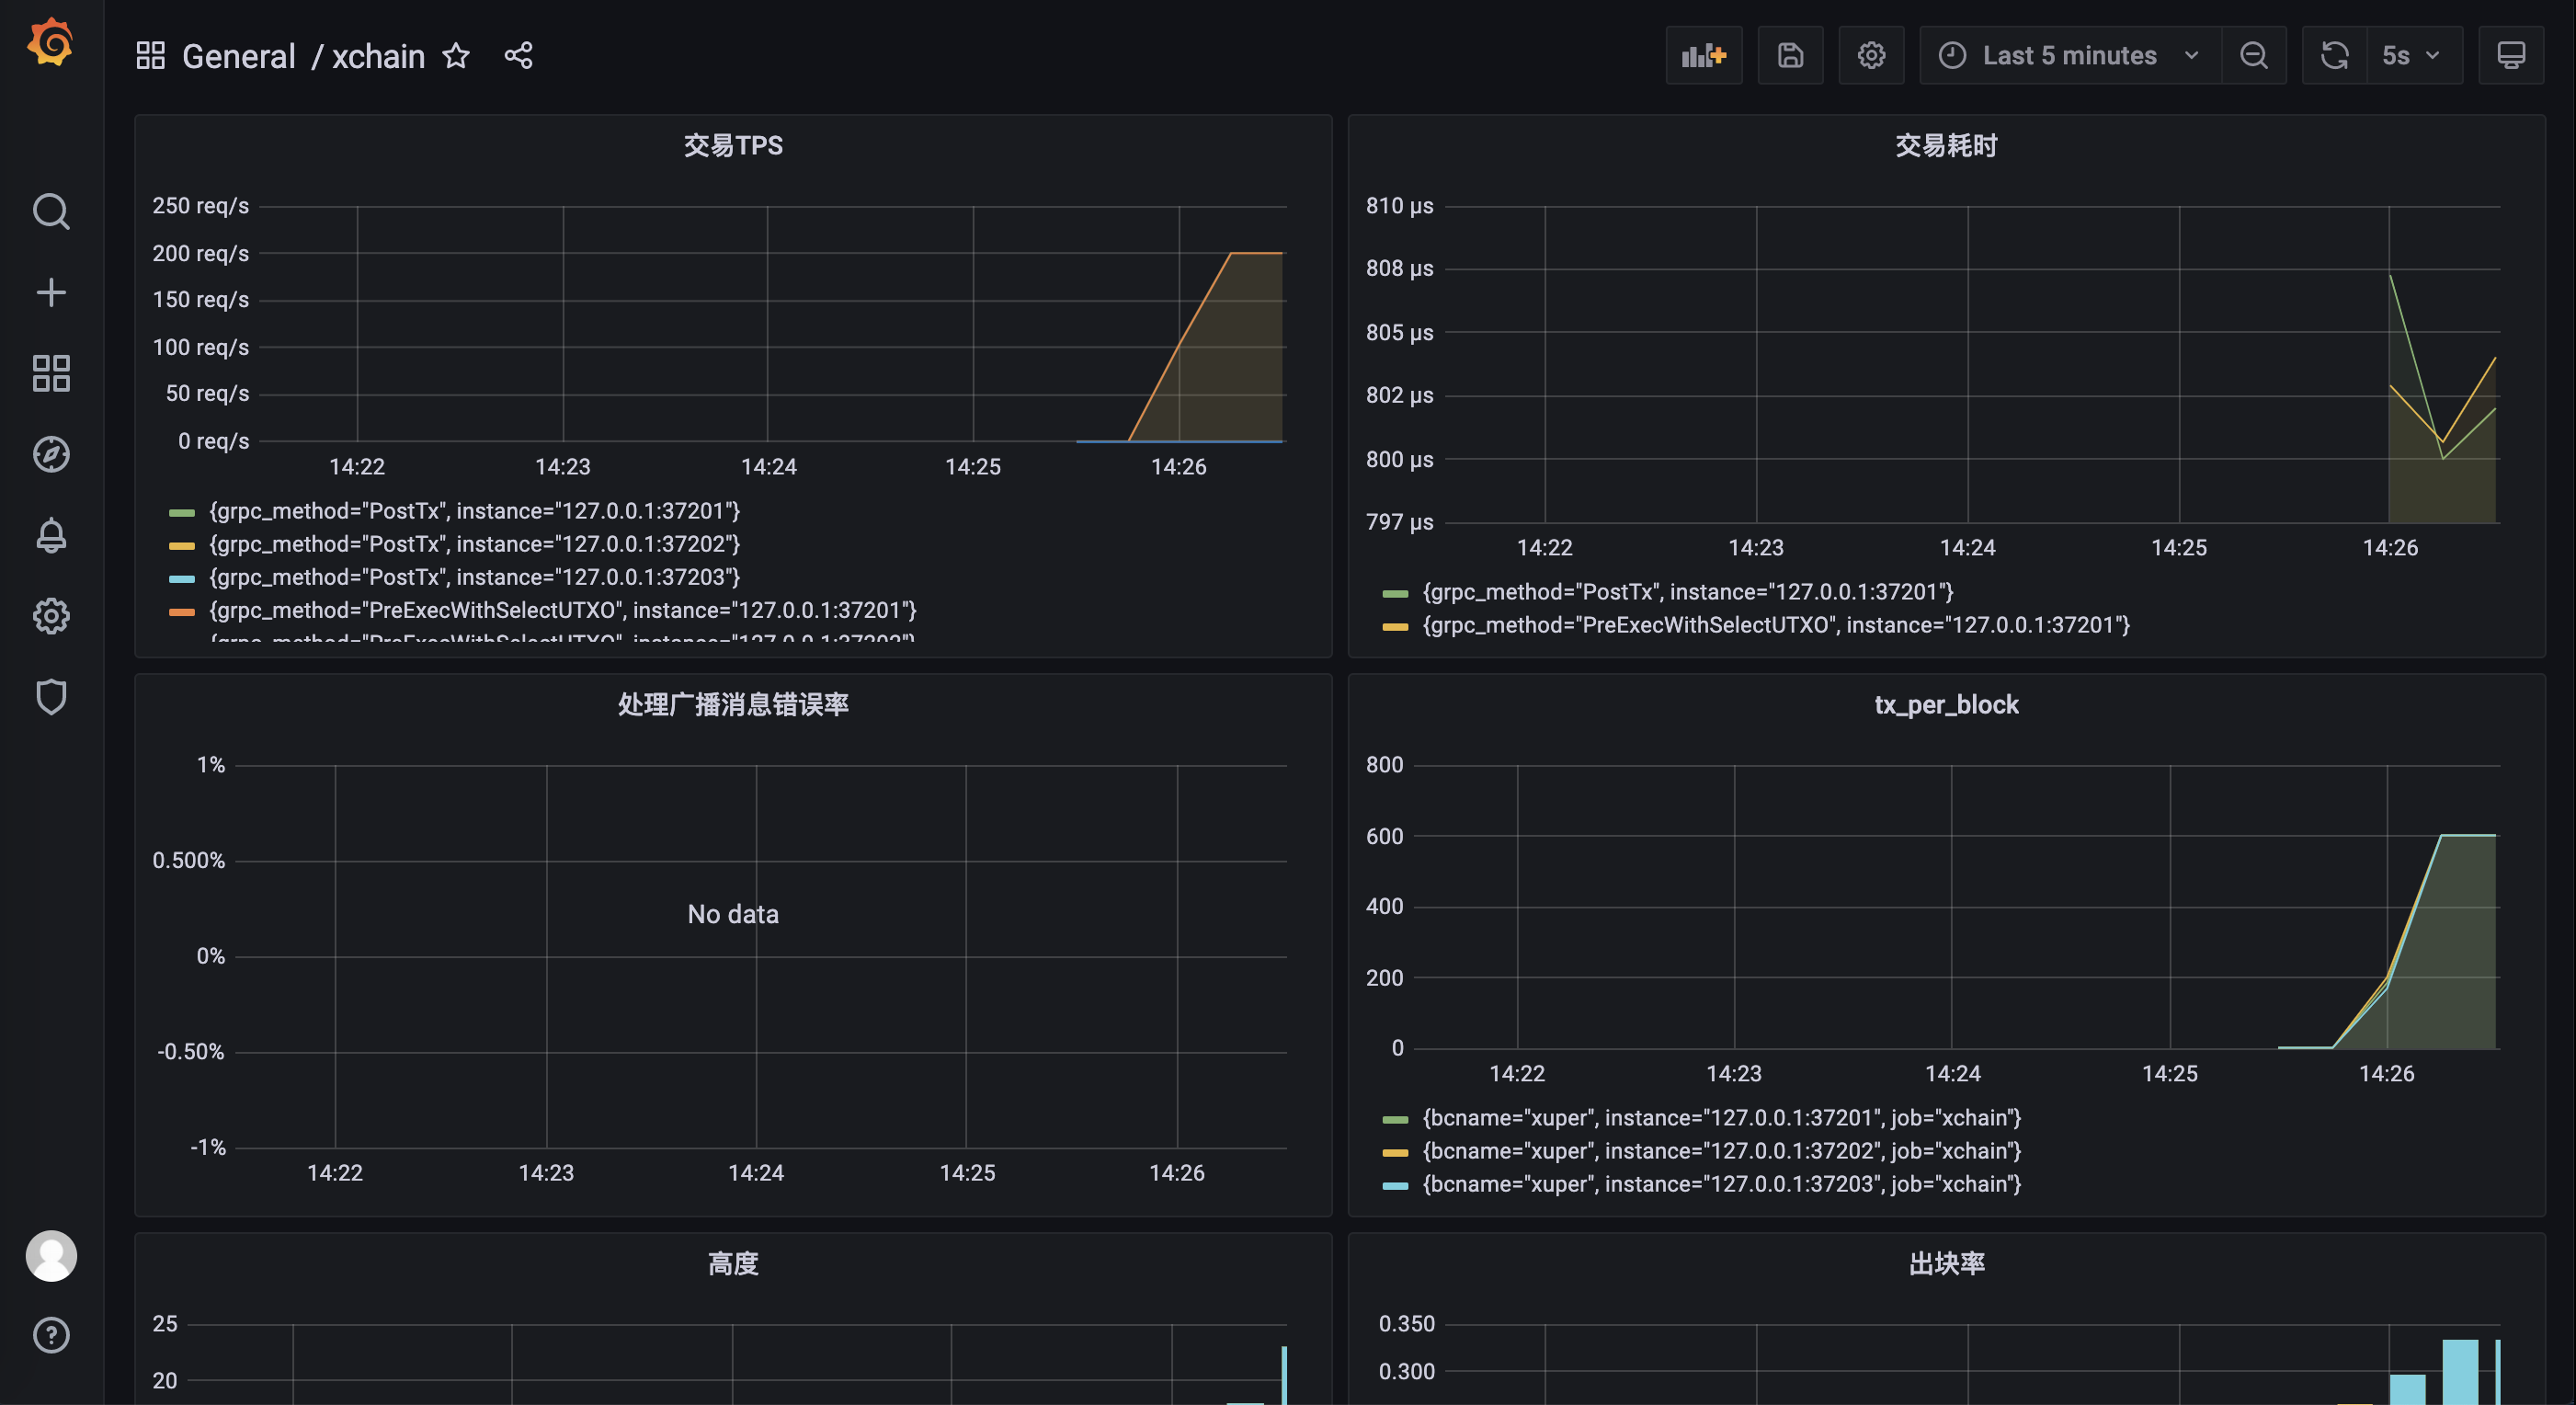 General / xchain
Last 5 minutes
5s
交易TPS
250 req/s
200 req/s
150 req/s
100 req/s
50 req/s
0 req/s
14:22 14:23 14:24 14:25 14:26
{grpc_method="PostTx", instance="127.0.0.1:37201"}
{grpc_method="PostTx", instance="127.0.0.1:37202"}
{grpc_method="PostTx", instance="127.0.0.1:37203"}
{grpc_method="PreExecWithSelectUTXO", instance="127.0.0.1:37201"}
{grpc_method="PreExecWithSelectUTXO", instance="127.0.0.1:37202"}
交易耗时
810 µs
808 µs
805 µs
802 µs
800 µs
797 µs
14:22 14:23 14:24 14:25 14:26
{grpc_method="PostTx", instance="127.0.0.1:37201"}
{grpc_method="PreExecWithSelectUTXO", instance="127.0.0.1:37201"}
处理广播消息错误率
1%
0.500%
No data
0%
-0.50%
-1%
14:22 14:23 14:24 14:25 14:26
tx_per_block
800
600
400
200
0
14:22 14:23 14:24 14:25 14:26
{bcname="xuper", instance="127.0.0.1:37201", job="xchain"}
{bcname="xuper", instance="127.0.0.1:37202", job="xchain"}
{bcname="xuper", instance="127.0.0.1:37203", job="xchain"}
高度
25
20
出块率
0.350
0.300